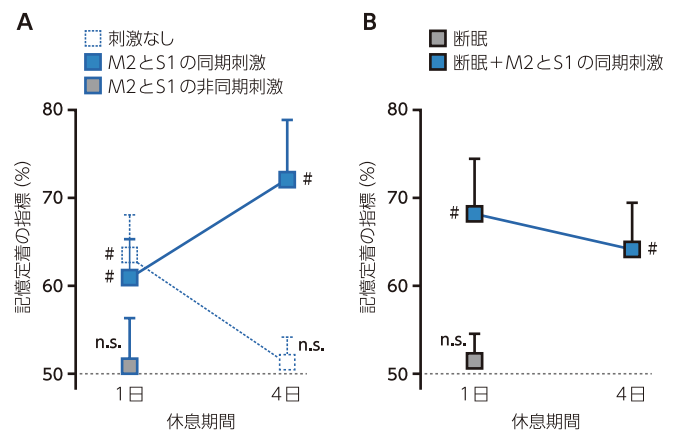 A
刺激なし
M2とS1の同期刺激
M2とS1の非同期刺激
記憶定着の指標(%)
80
70
60
50
#
#
#
n.s.
n.s.
1日
4日
休息期間
B
断眠
断眠＋M2とS1の同期刺激
記憶定着の指標(%)
80
70
60
50
#
#
n.s.
1日
4日
休息期間